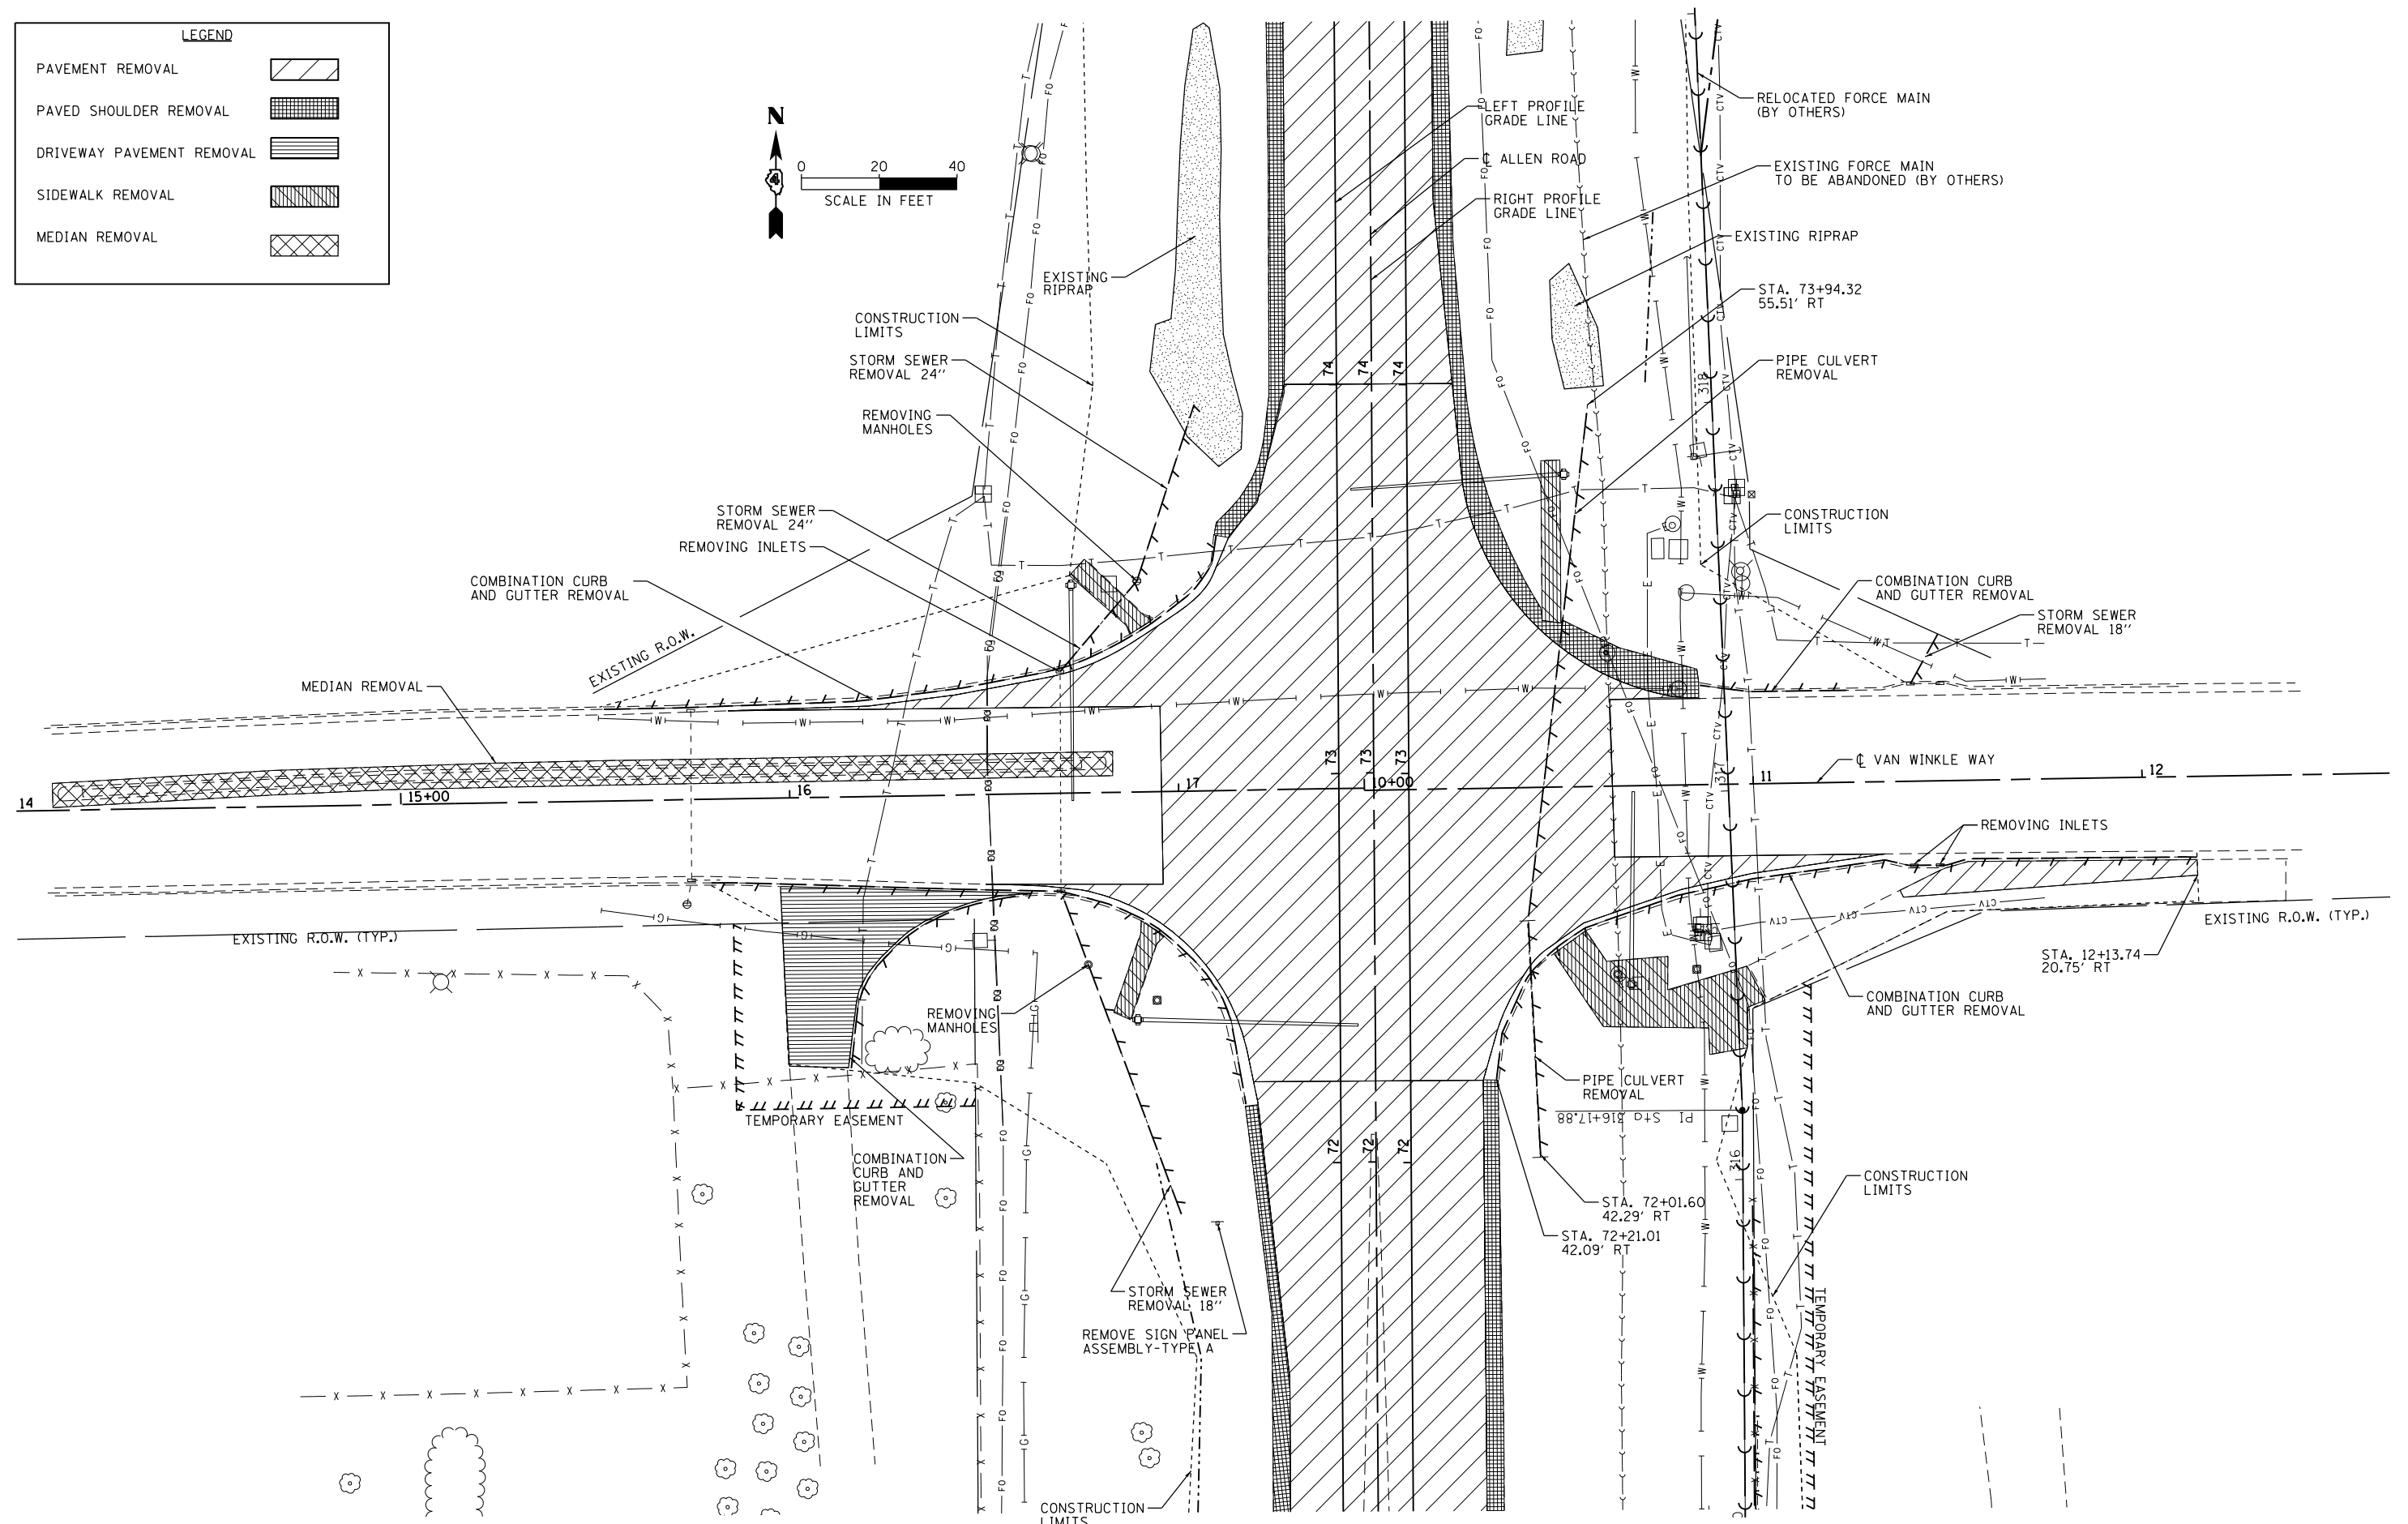 LEGEND
PAVEMENT REMOVAL
PAVED SHOULDER REMOVAL
DRIVEWAY PAVEMENT REMOVAL
SIDEWALK REMOVAL
MEDIAN REMOVAL
N
0 20 40
SCALE IN FEET
LEFT PROFILE
GRADE LINE
℄ ALLEN ROAD
RIGHT PROFILE
GRADE LINE
RELOCATED FORCE MAIN
(BY OTHERS)
EXISTING FORCE MAIN
TO BE ABANDONED (BY OTHERS)
EXISTING RIPRAP
STA. 73+94.32
55.51' RT
PIPE CULVERT
REMOVAL
EXISTING
RIPRAP
CONSTRUCTION
LIMITS
STORM SEWER
REMOVAL 24''
REMOVING
MANHOLES
STORM SEWER
REMOVAL 24''
REMOVING INLETS
COMBINATION CURB
AND GUTTER REMOVAL
EXISTING R.O.W.
MEDIAN REMOVAL
74 74 74
318
CONSTRUCTION
LIMITS
COMBINATION CURB
AND GUTTER REMOVAL
STORM SEWER
REMOVAL 18''
73 73 73
317
℄ VAN WINKLE WAY
14
15+00
16
17
10+00
11
12
REMOVING INLETS
EXISTING R.O.W. (TYP.)
EXISTING R.O.W. (TYP.)
STA. 12+13.74
20.75' RT
COMBINATION CURB
AND GUTTER REMOVAL
REMOVING
MANHOLES
PIPE CULVERT
REMOVAL
PI Sta 316+17.88
TEMPORARY EASEMENT
COMBINATION
CURB AND
GUTTER
REMOVAL
72 72 72
316
CONSTRUCTION
LIMITS
STA. 72+01.60
42.29' RT
STA. 72+21.01
42.09' RT
STORM SEWER
REMOVAL 18''
REMOVE SIGN PANEL
ASSEMBLY-TYPE A
TEMPORARY EASEMENT
CONSTRUCTION
LIMITS